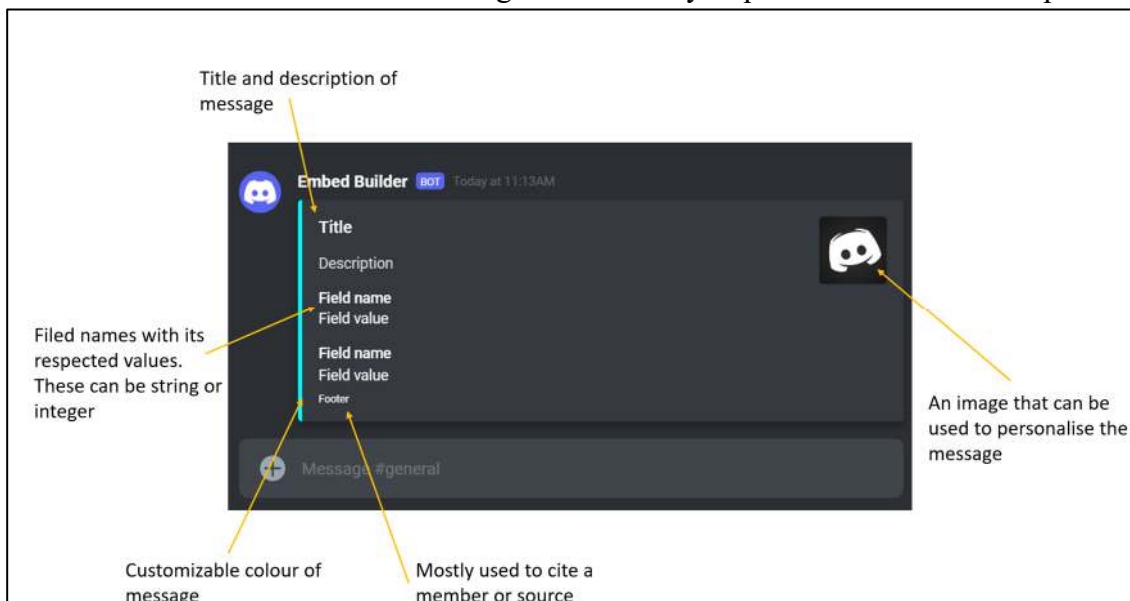 Title and description of
message
Embed Builder BOT Today at 11:13AM
Title
Description
Field name
Field value
Field name
Field value
Footer
Filed names with its
respected values.
These can be string or
integer
An image that can be
used to personalise the
message
Message #general
Customizable colour of
message
Mostly used to cite a
member or source